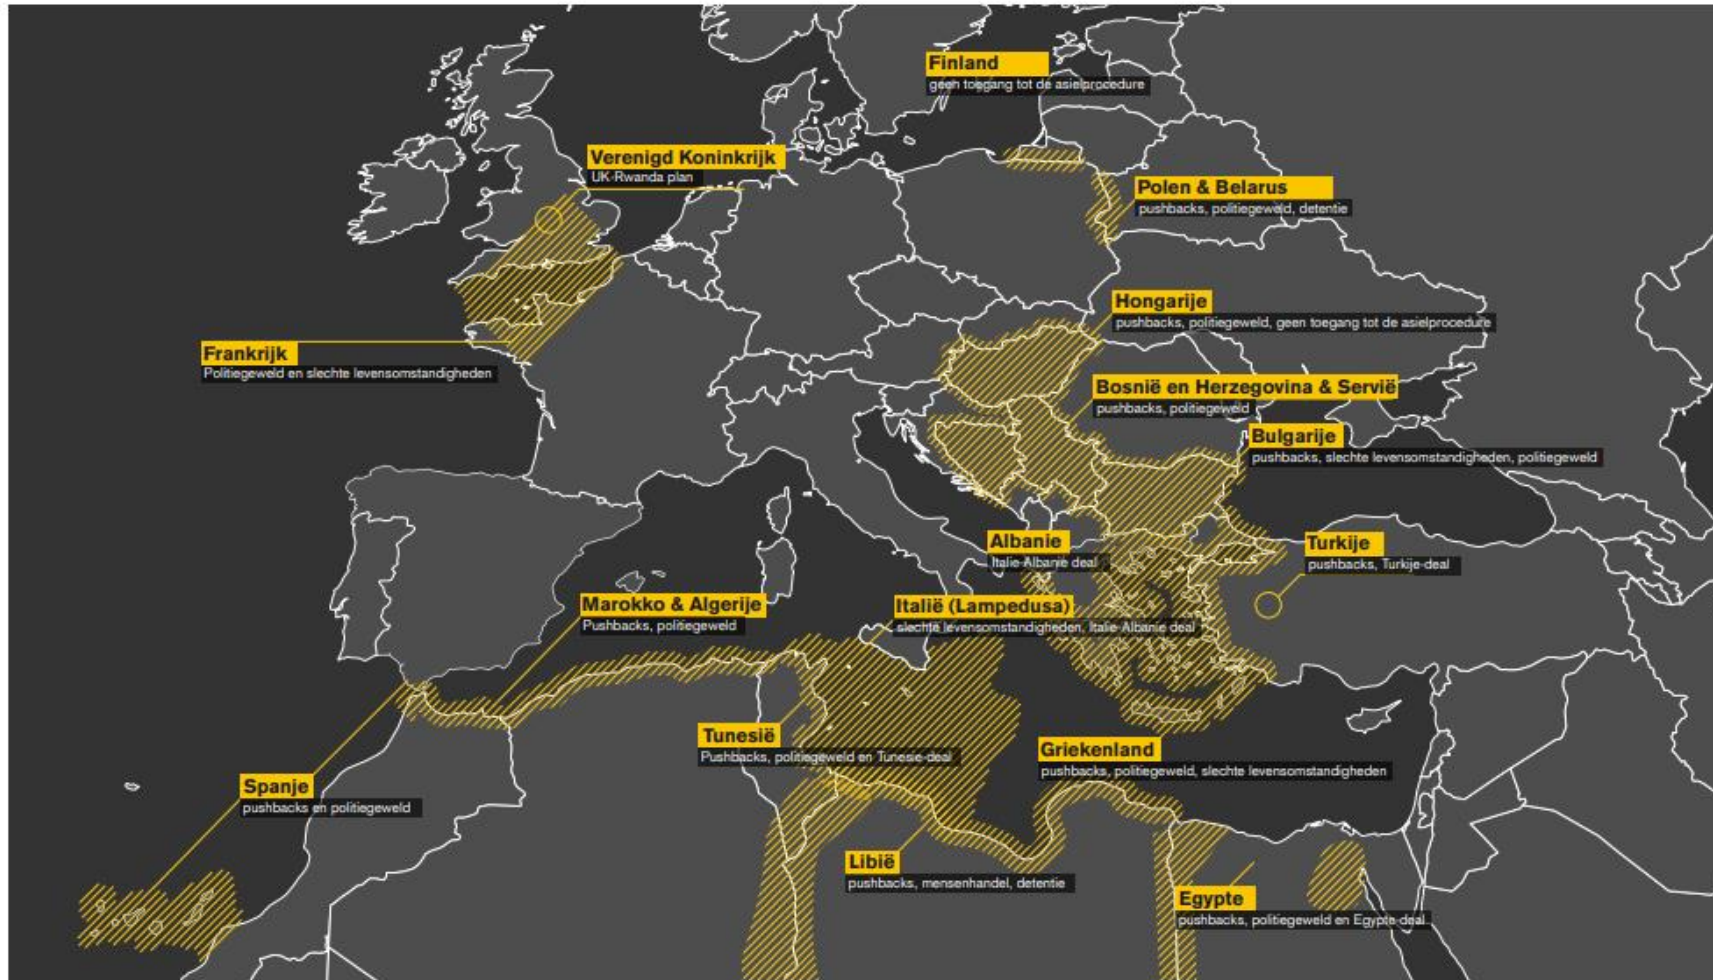 Finland
geen toegang tot de asielprocedure
Verenigd Koninkrijk
UK-Rwanda plan
Polen & Belarus
pushbacks, politiegeweld, detentie
Hongarije
pushbacks, politiegeweld, geen toegang tot de asielprocedure
Frankrijk
Politiegeweld en slechte levensomstandigheden
Bosnië en Herzegovina & Servië
pushbacks, politiegeweld
Bulgarije
pushbacks, slechte levensomstandigheden, politiegeweld
Albanie
Italie-Albanië deal
Turkije
pushbacks, Turkije-deal
Marokko & Algerije
Pushbacks, politiegeweld
Italië (Lampedusa)
slechte levensomstandigheden, Italie-Albanie deal
Tunesië
Pushbacks, politiegeweld en Tunesie-deal
Griekenland
pushbacks, politiegeweld, slechte levensomstandigheden
Spanje
pushbacks en politiegeweld
Libië
pushbacks, mensenhandel, detentie
Egypte
pushbacks, politiegeweld en Egypte-deal